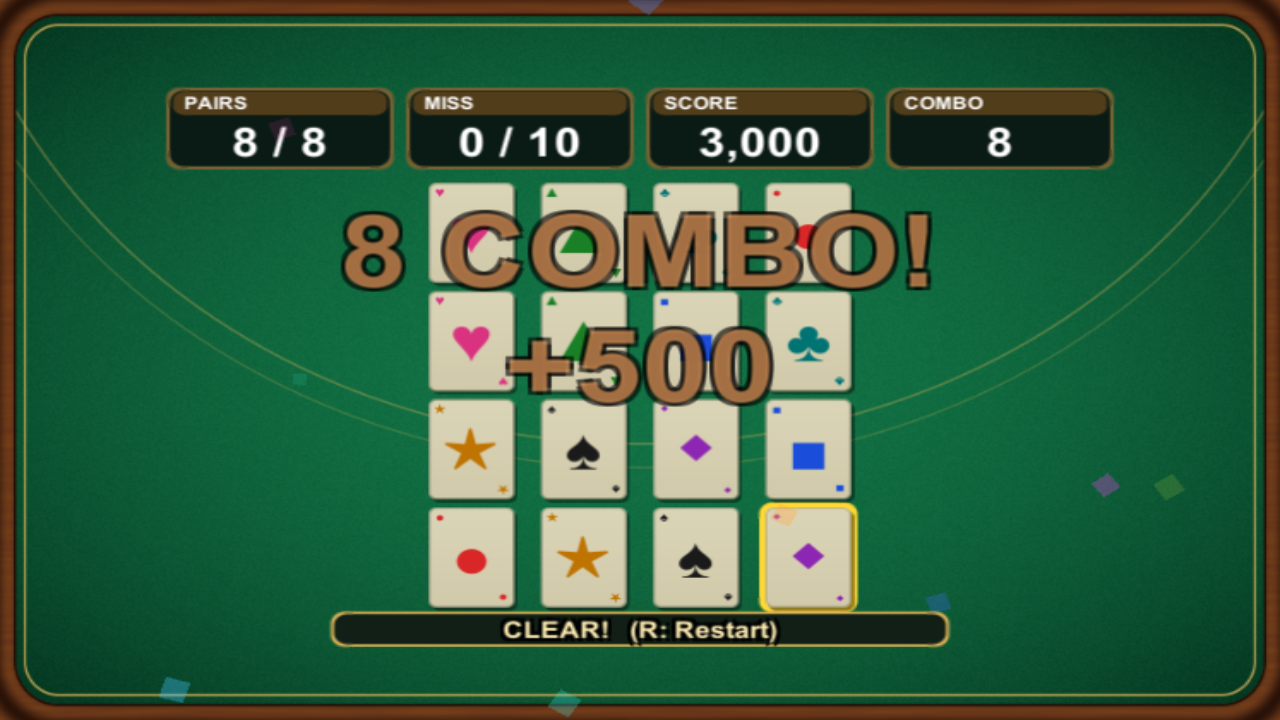 PAIRS
8 / 8
MISS
0 / 10
SCORE
3,000
COMBO
8
8 COMBO!
+500
CLEAR! (R: Restart)